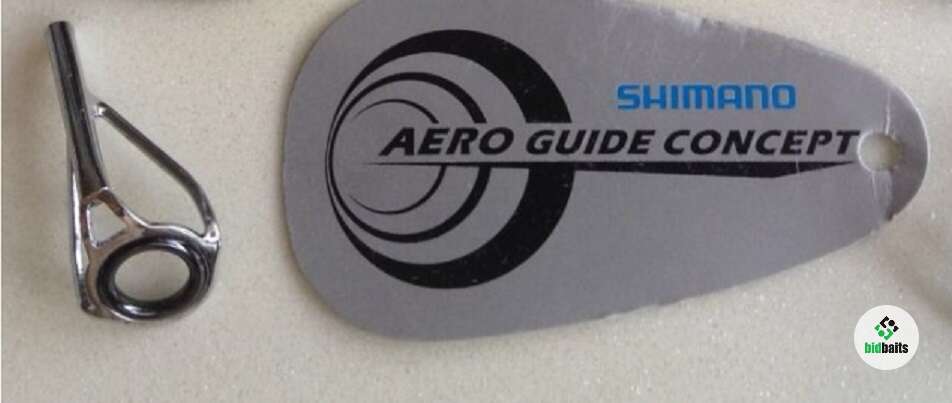 SHIMANO
AERO GUIDE CONCEPT
bidbaits